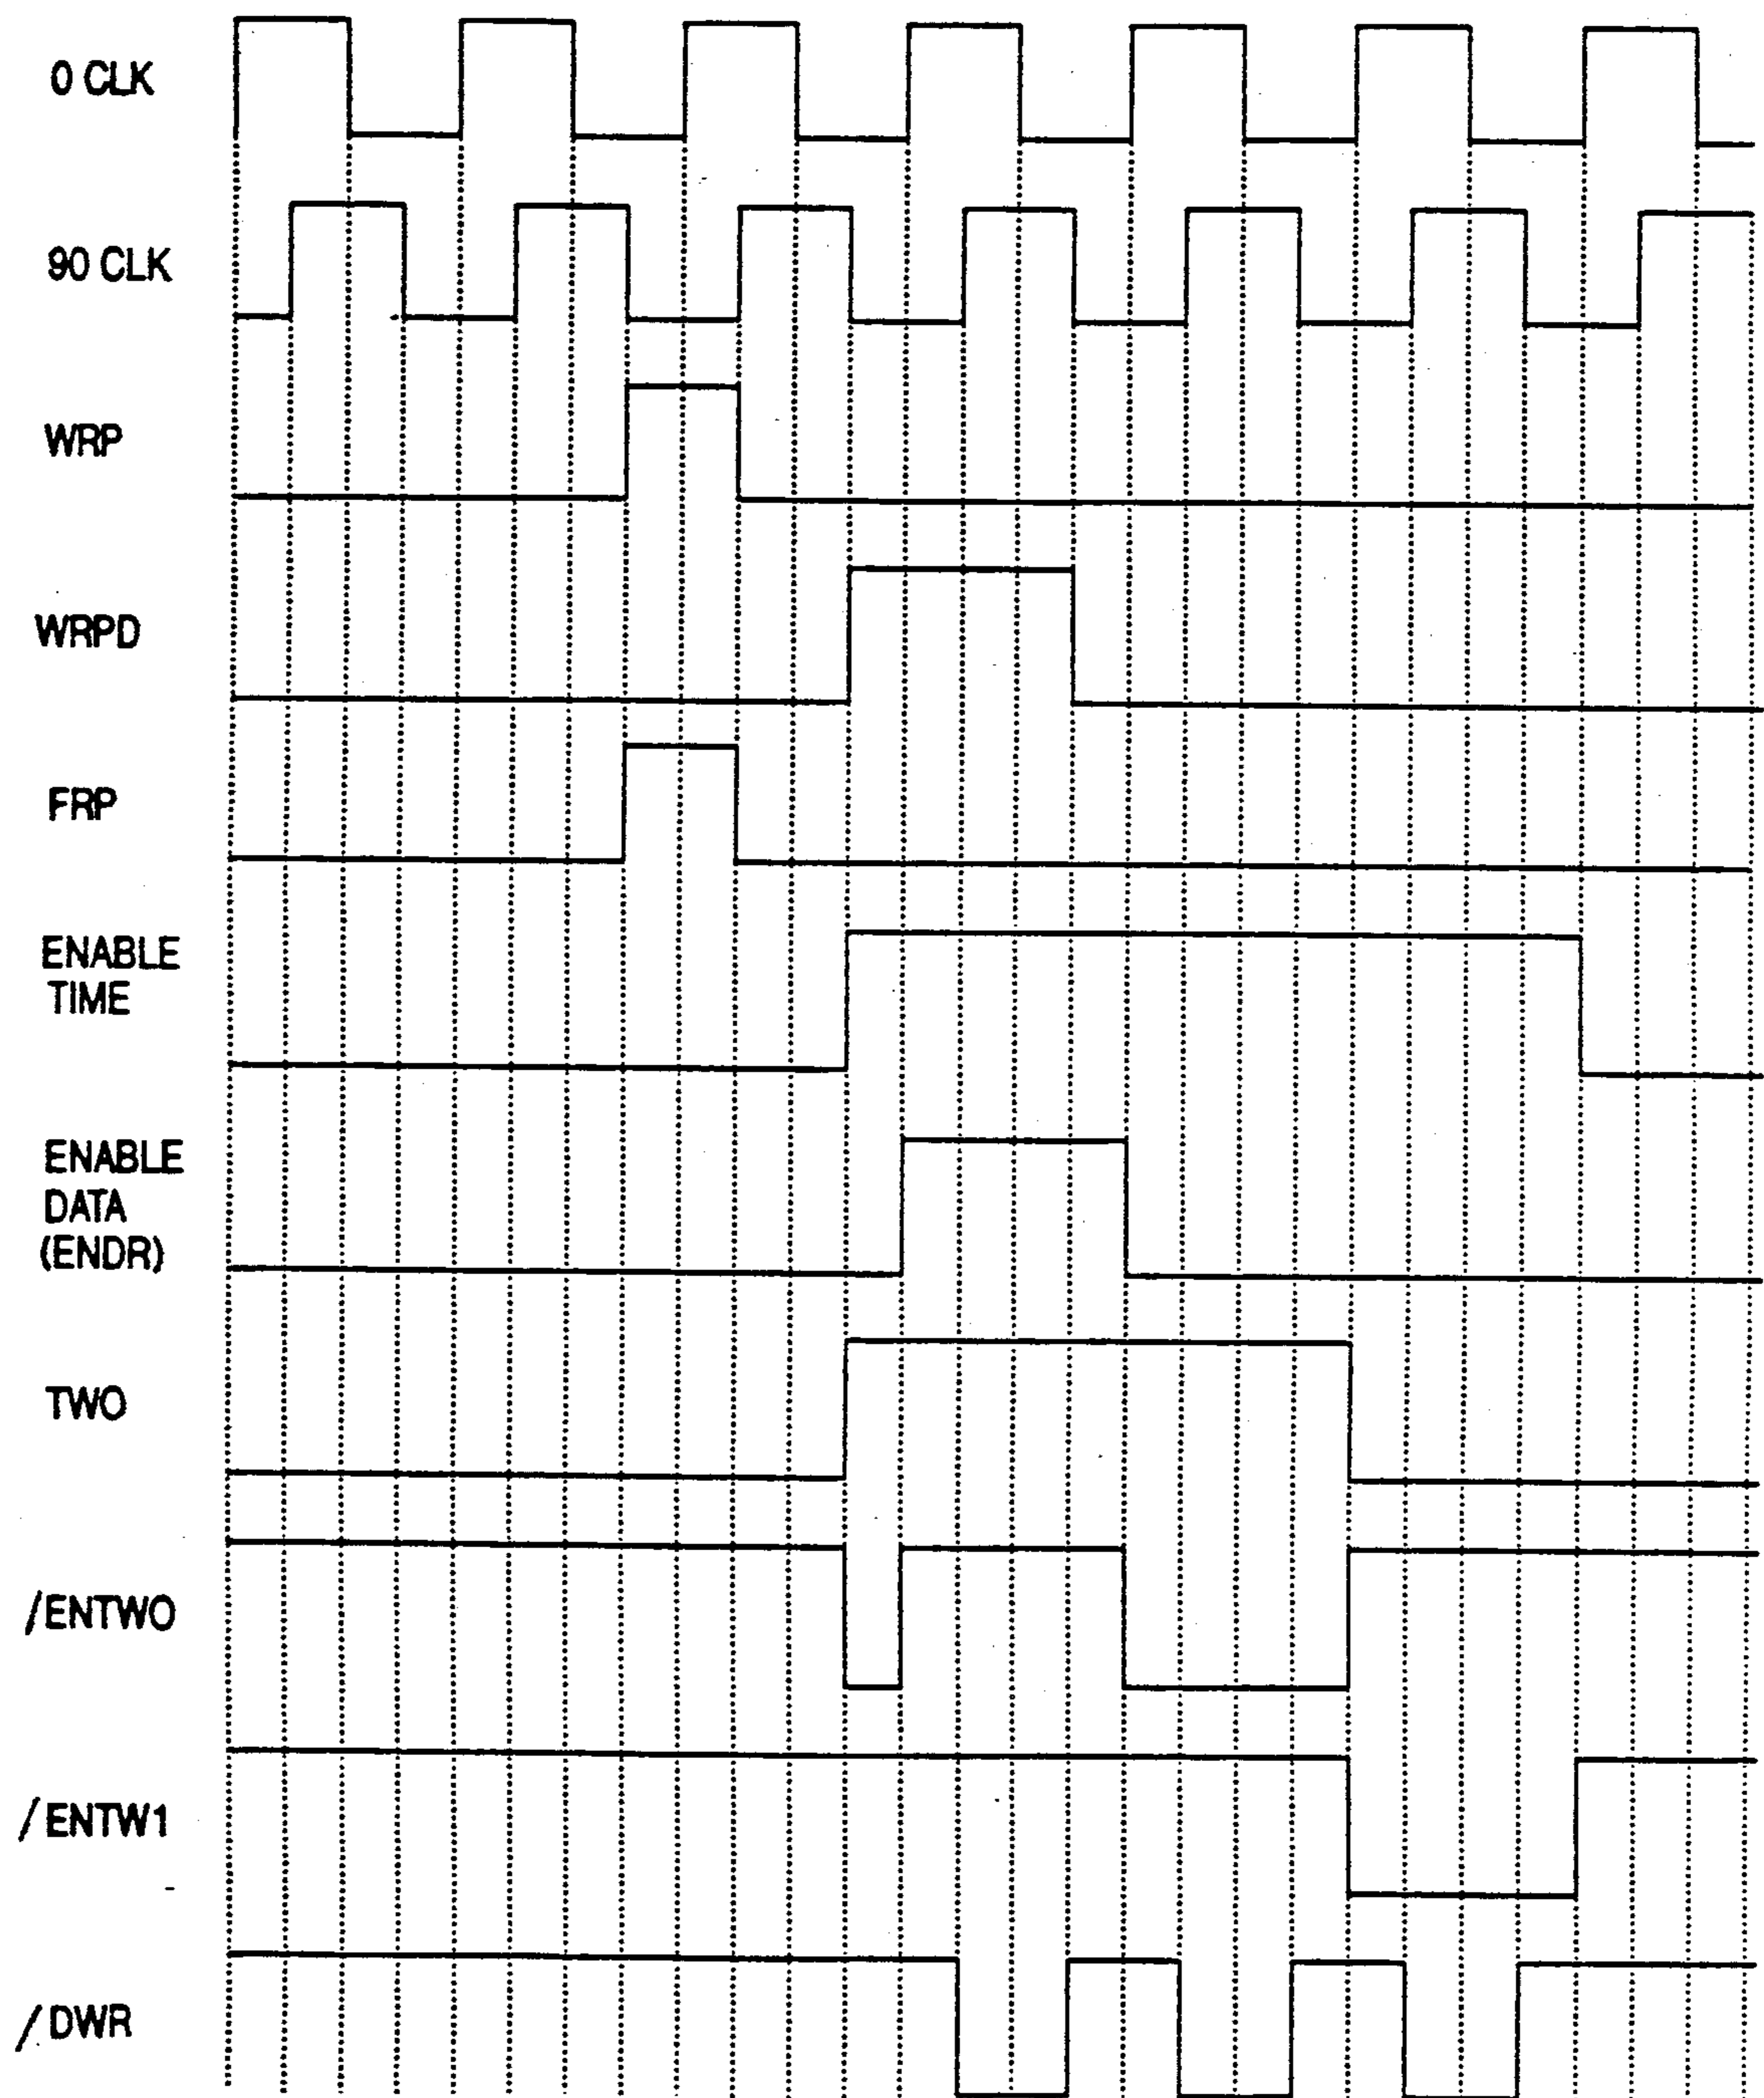 0 CLK
90 CLK
WRP
WRPD
FRP
ENABLE
TIME
ENABLE
DATA
(ENDR)
TWO
/ENTWO
/ENTW1
/DWR